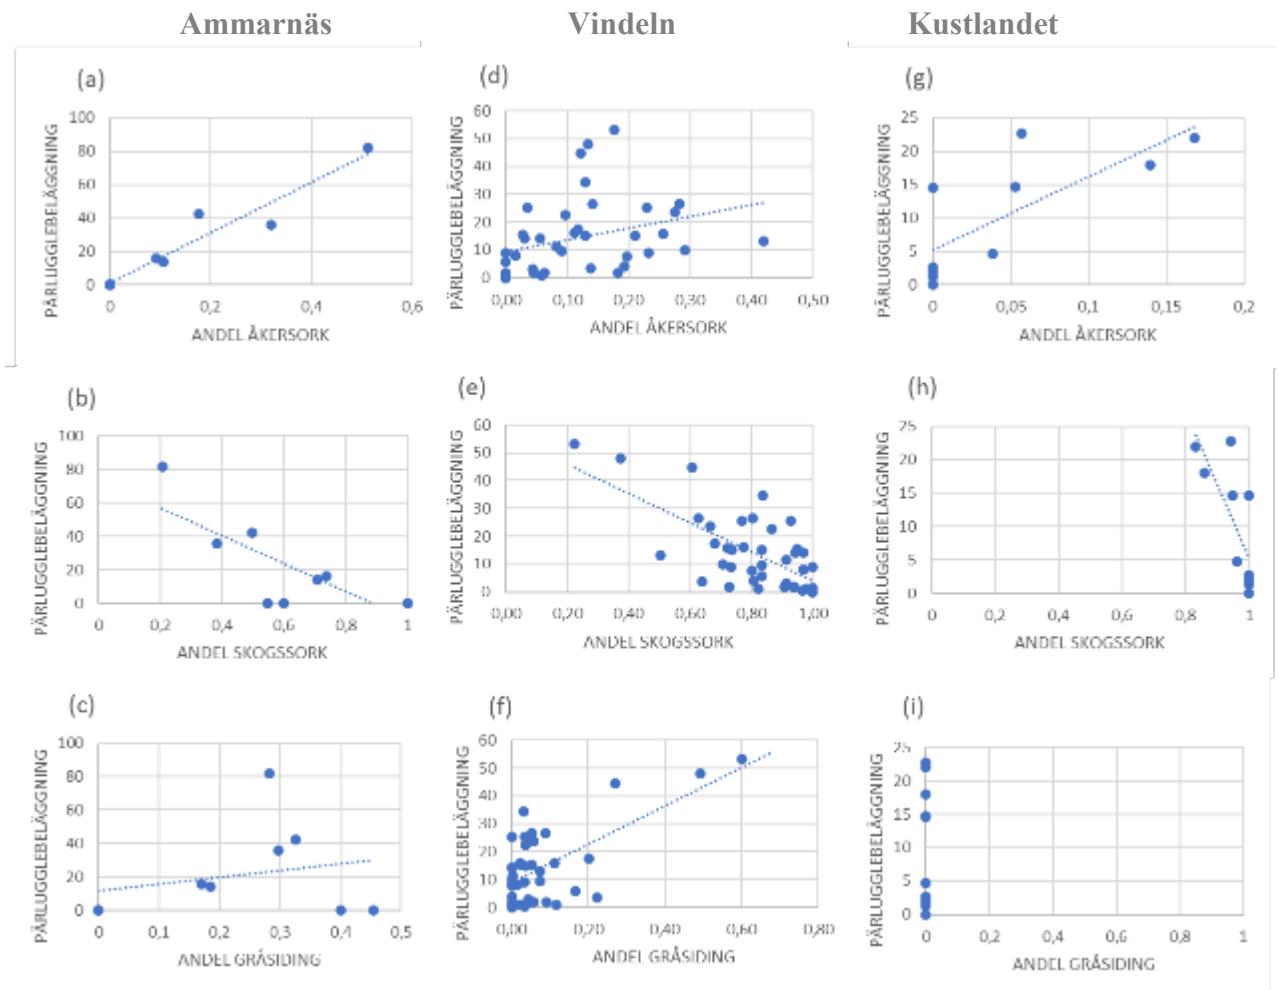 Ammarnäs Vindeln Kustlandet
(a)
PÄRLUGGLEBELÄGGNING
100
80
60
40
20
0
0 0,2 0,4 0,6
ANDEL ÅKERSORK
(d)
PÄRLUGGLEBELÄGGNING
60
50
40
30
20
10
0
0,00 0,10 0,20 0,30 0,40 0,50
ANDEL ÅKERSORK
(g)
PÄRLUGGLEBELÄGGNING
25
20
15
10
5
0
0 0,05 0,1 0,15 0,2
ANDEL ÅKERSORK
(b)
PÄRLUGGLEBELÄGGNING
100
80
60
40
20
0
0 0,2 0,4 0,6 0,8 1
ANDEL SKOGSSORK
(e)
PÄRLUGGLEBELÄGGNING
60
50
40
30
20
10
0
0,00 0,20 0,40 0,60 0,80 1,00
ANDEL SKOGSSORK
(h)
PÄRLUGGLEBELÄGGNING
25
20
15
10
5
0
0 0,2 0,4 0,6 0,8 1
ANDEL SKOGSSORK
(c)
PÄRLUGGLEBELÄGGNING
100
80
60
40
20
0
0 0,1 0,2 0,3 0,4 0,5
ANDEL GRÅSIDING
(f)
PÄRLUGGLEBELÄGGNING
60
50
40
30
20
10
0
0,00 0,20 0,40 0,60 0,80
ANDEL GRÅSIDING
(i)
PÄRLUGGLEBELÄGGNING
25
20
15
10
5
0
0 0,2 0,4 0,6 0,8 1
ANDEL GRÅSIDING